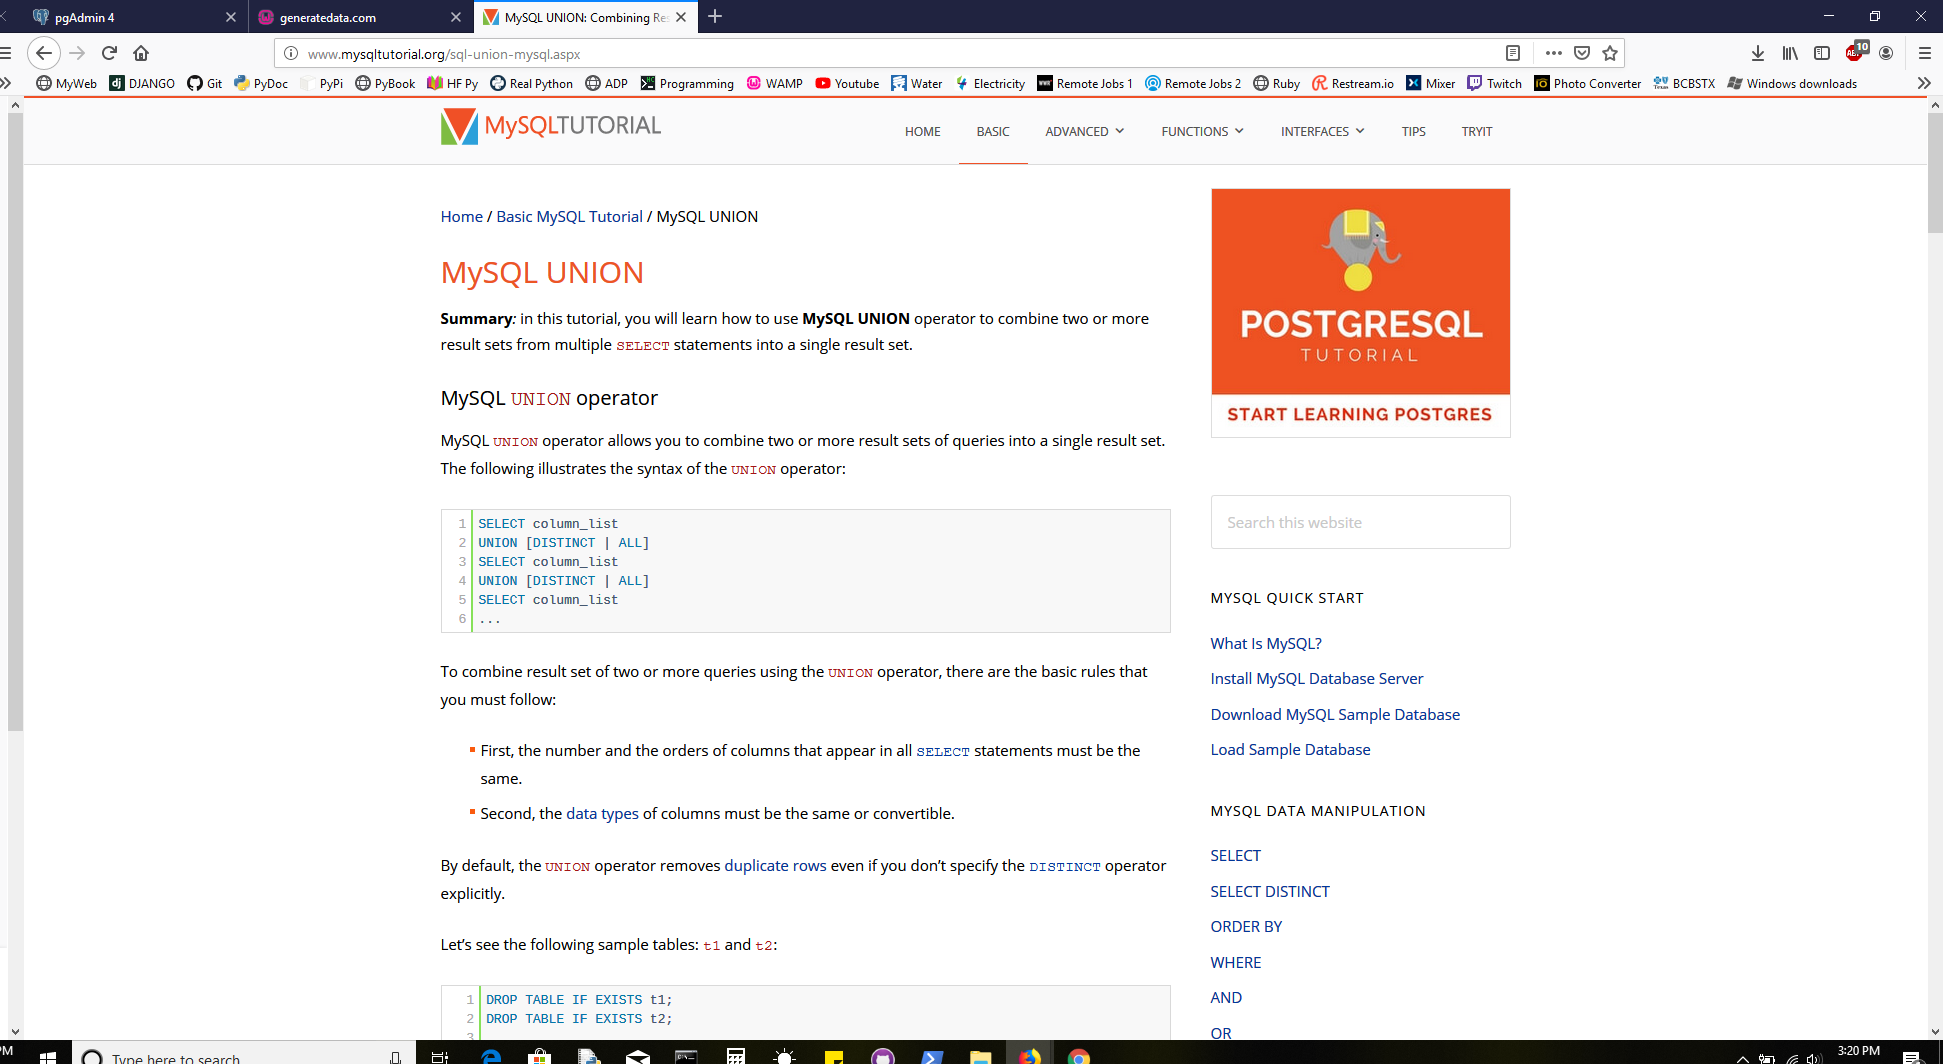 pgAdmin 4
generatedata.com
MySQL UNION: Combining Res
www.mysqltutorial.org/sql-union-mysql.aspx
10
MyWeb DJANGO Git PyDoc PyPi PyBook HF Py Real Python ADP Programming WAMP Youtube Water Electricity Remote Jobs 1 Remote Jobs 2 Ruby Restream.io Mixer Twitch Photo Converter BCBSTX Windows downloads
MySQLTUTORIAL
HOME BASIC ADVANCED FUNCTIONS INTERFACES TIPS TRYIT
Home / Basic MySQL Tutorial / MySQL UNION
MySQL UNION
Summary: in this tutorial, you will learn how to use MySQL UNION operator to combine two or more
result sets from multiple SELECT statements into a single result set.
MySQL UNION operator
MySQL UNION operator allows you to combine two or more result sets of queries into a single result set.
The following illustrates the syntax of the UNION operator:
1 SELECT column_list
2 UNION [DISTINCT | ALL]
3 SELECT column_list
4 UNION [DISTINCT | ALL]
5 SELECT column_list
6 ...
To combine result set of two or more queries using the UNION operator, there are the basic rules that
you must follow:
First, the number and the orders of columns that appear in all SELECT statements must be the
same.
Second, the data types of columns must be the same or convertible.
By default, the UNION operator removes duplicate rows even if you don’t specify the DISTINCT operator
explicitly.
Let’s see the following sample tables: t1 and t2:
1 DROP TABLE IF EXISTS t1;
2 DROP TABLE IF EXISTS t2;
3
POSTGRESQL
TUTORIAL
START LEARNING POSTGRES
Search this website
MYSQL QUICK START
What Is MySQL?
Install MySQL Database Server
Download MySQL Sample Database
Load Sample Database
MYSQL DATA MANIPULATION
SELECT
SELECT DISTINCT
ORDER BY
WHERE
AND
OR
PM
Type here to search
3:20 PM